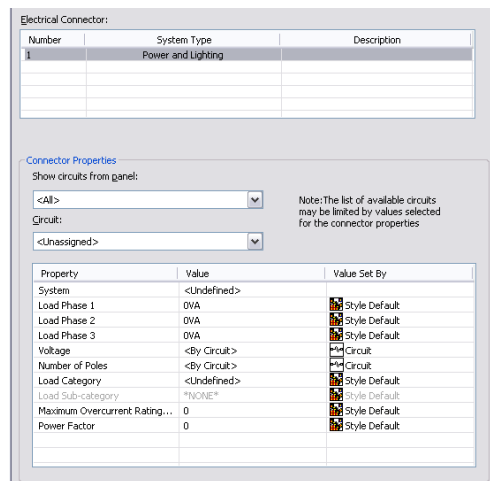 Electrical Connector:
Number System Type Description
1 Power and Lighting
Connector Properties
Show circuits from panel:
<All>
Note:The list of available circuits
may be limited by values selected
for the connector properties
Circuit:
<Unassigned>
Property Value Value Set By
System <Undefined>
Load Phase 1 0VA Style Default
Load Phase 2 0VA Style Default
Load Phase 3 0VA Style Default
Voltage <By Circuit> Circuit
Number of Poles <By Circuit> Circuit
Load Category <Undefined> Style Default
Load Sub-category *NONE* Style Default
Maximum Overcurrent Rating... 0 Style Default
Power Factor 0 Style Default